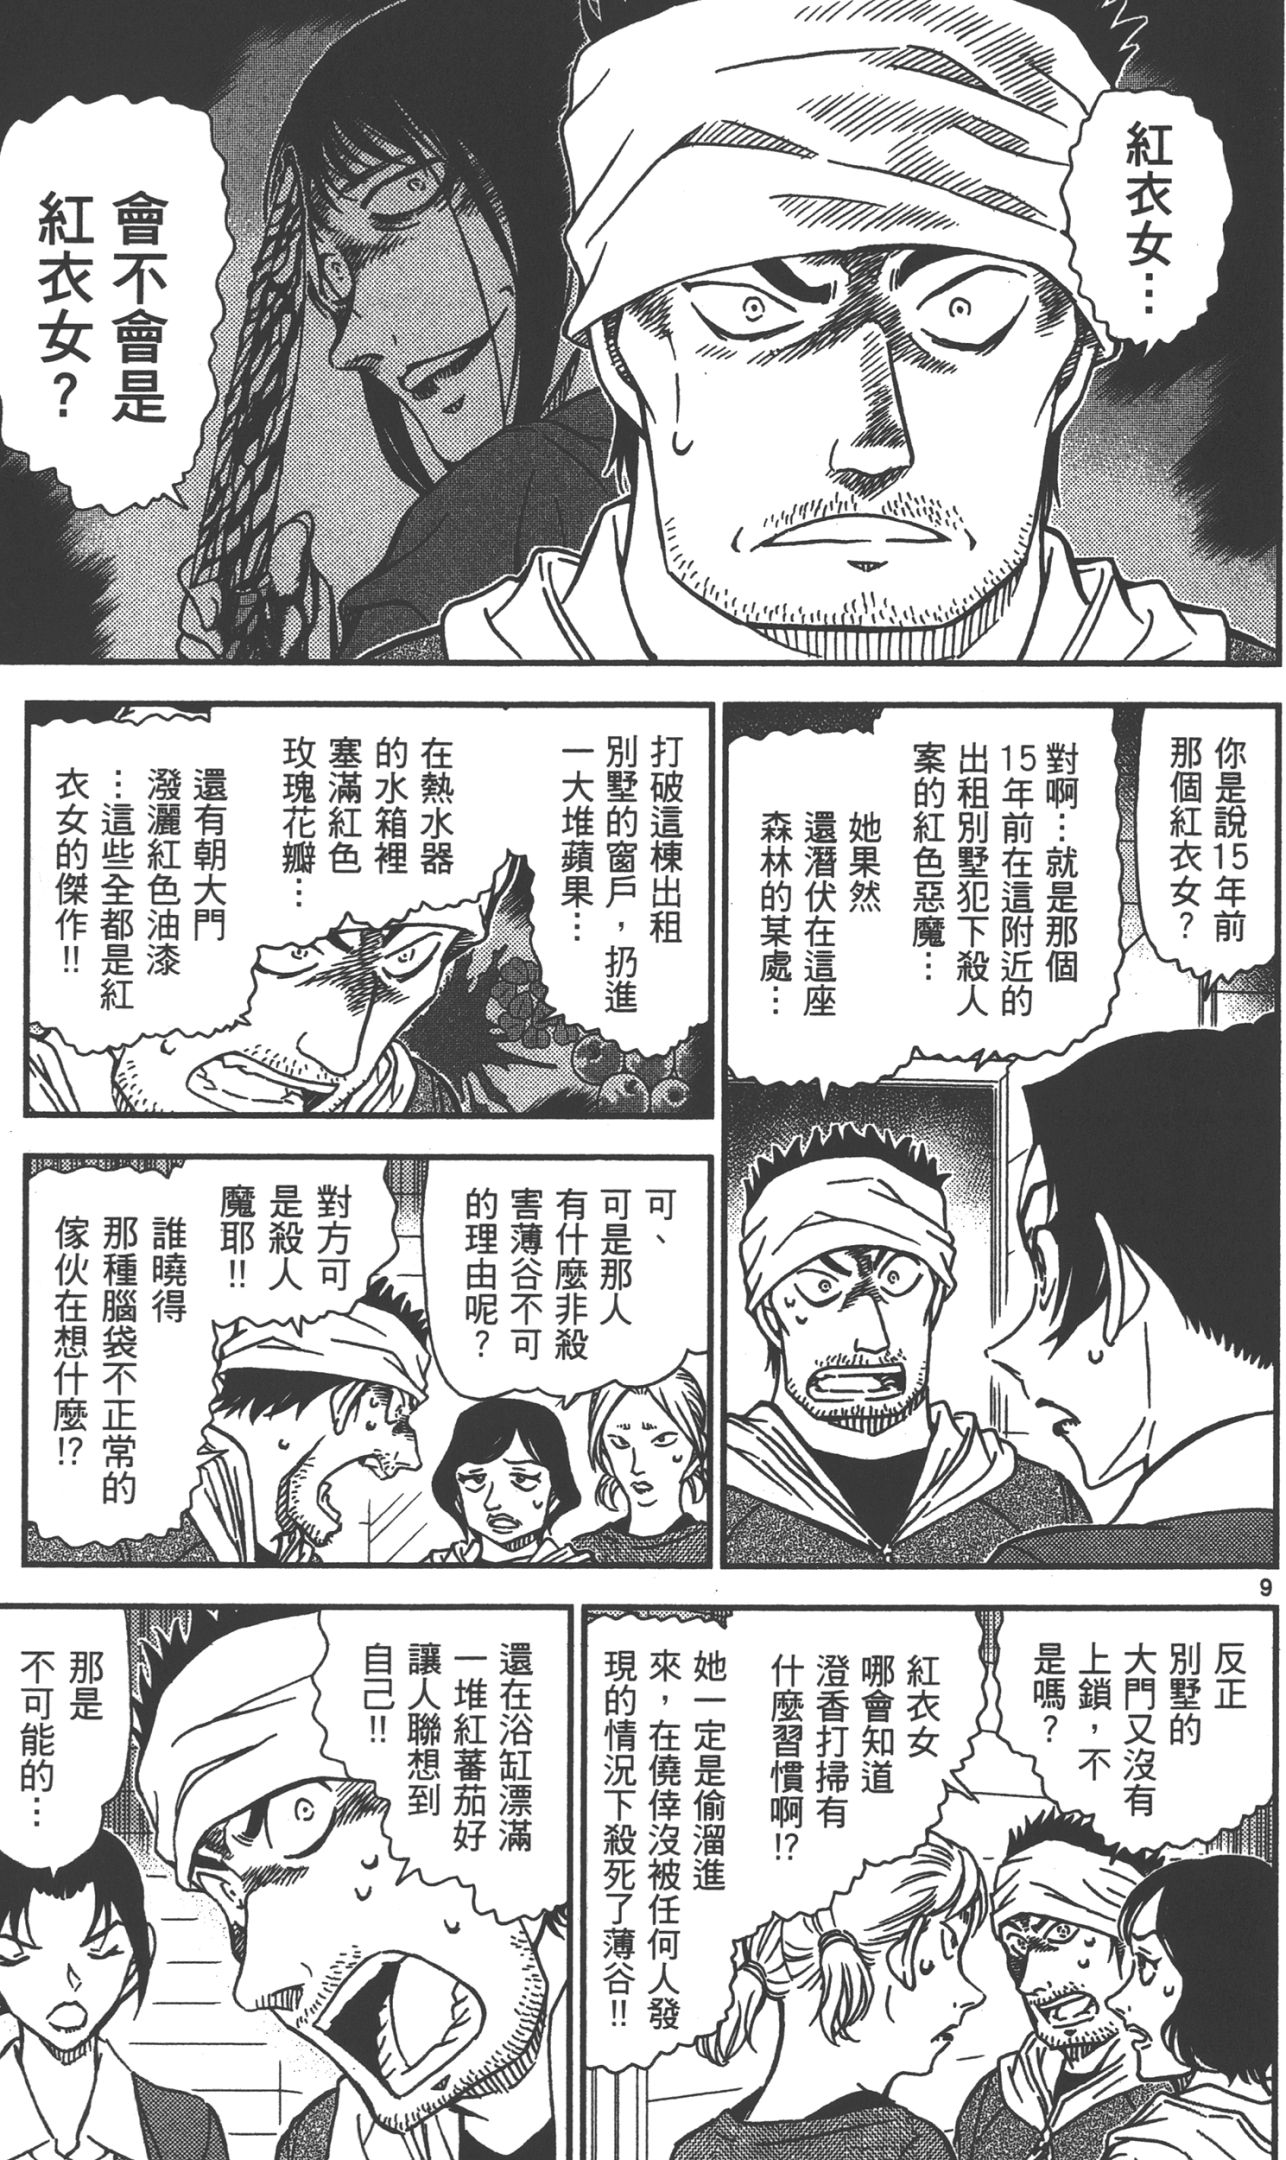 紅衣女…
會不會是
紅衣女？
你是說15年前
那個紅衣女？
對啊…就是那個
15年前在這附近的
出租別墅犯下殺人
案的紅色惡魔…
她果然
還潛伏在這座
森林的某處…
打破這棟出租
別墅的窗戶，扔進
一大堆蘋果…
在熱水器
的水箱裡
塞滿紅色
玫瑰花瓣…
還有朝大門
潑灑紅色油漆
…這些全都是紅
衣女的傑作!!
可、
可是那人
有什麼非殺
害薄谷不可
的理由呢？
對方可
是殺人
魔耶!!
誰曉得
那種腦袋不正常的
傢伙在想什麼!?
9
反正
別墅的
大門又沒有
上鎖，不
是嗎？
紅衣女
哪會知道
澄香打掃有
什麼習慣啊!?
她一定是偷溜進
來，在僥倖沒被任何人發
現的情況下殺死了薄谷!!
還在浴缸漂滿
一堆紅蕃茄好
讓人聯想到
自己!!
那是
不可能的…